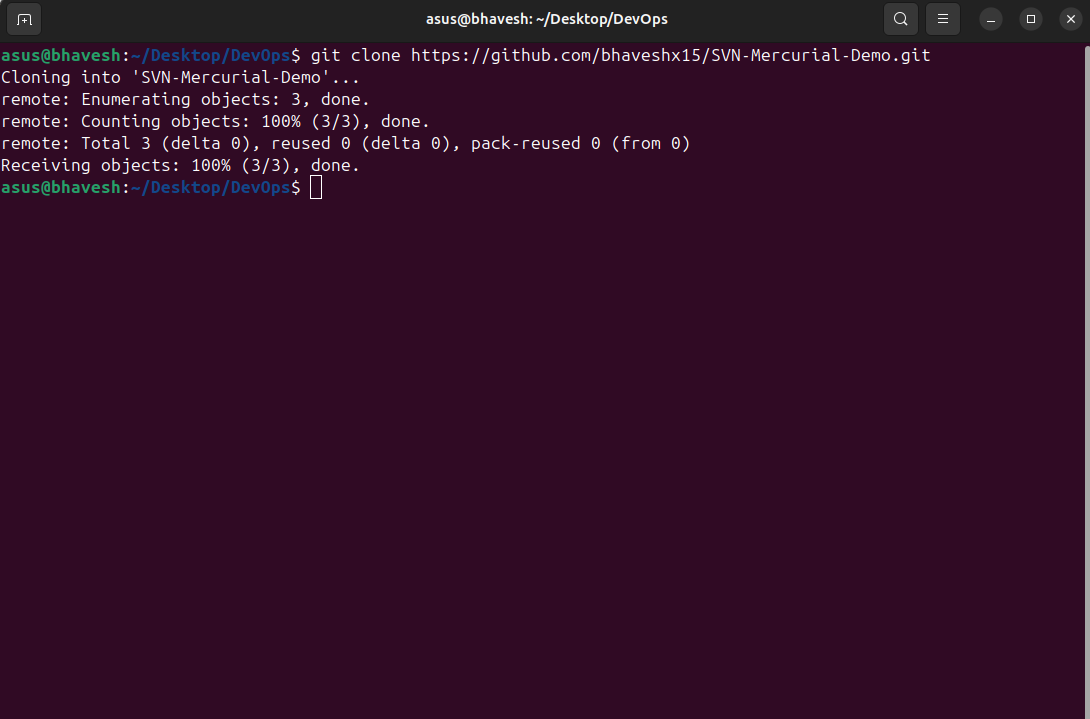 asus@bhavesh: ~/Desktop/DevOps
asus@bhavesh:~/Desktop/DevOps$ git clone https://github.com/bhaveshx15/SVN-Mercurial-Demo.git
Cloning into 'SVN-Mercurial-Demo'...
remote: Enumerating objects: 3, done.
remote: Counting objects: 100% (3/3), done.
remote: Total 3 (delta 0), reused 0 (delta 0), pack-reused 0 (from 0)
Receiving objects: 100% (3/3), done.
asus@bhavesh:~/Desktop/DevOps$